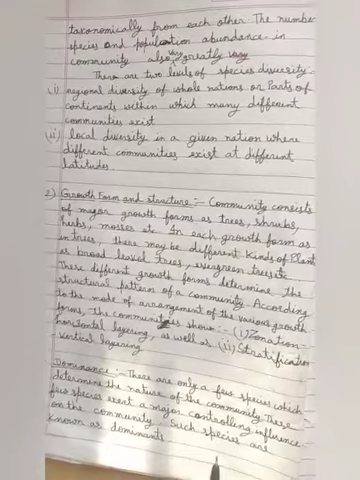 taxonomically from each other. The number
species and population abundance in
community also very greatly vary
There are two levels of species diversity:-
(i) regional diversity of whole nations or Parts of
continents within which many different
communities exist
(ii) local diversity in a given nation where
different communities exist at different
latitudes.
2) Growth Form and structure:- Community consists
of major growth forms as trees, shrubs,
herbs, mosses etc. In each growth form as
in trees, there may be different kinds of Plant
as broad leaved trees, evergreen trees etc
These different growth forms determine the
structural pattern of a community. According
to the mode of arrangement of the various growth
forms, the communities show:- (i) Zonation-
horizontal layering, as well as (ii) Stratification
vertical layering
Dominance:- There are only a few species which
determine the nature of the community. These
few species exert a major controlling influence
on the community. Such species are
known as dominants